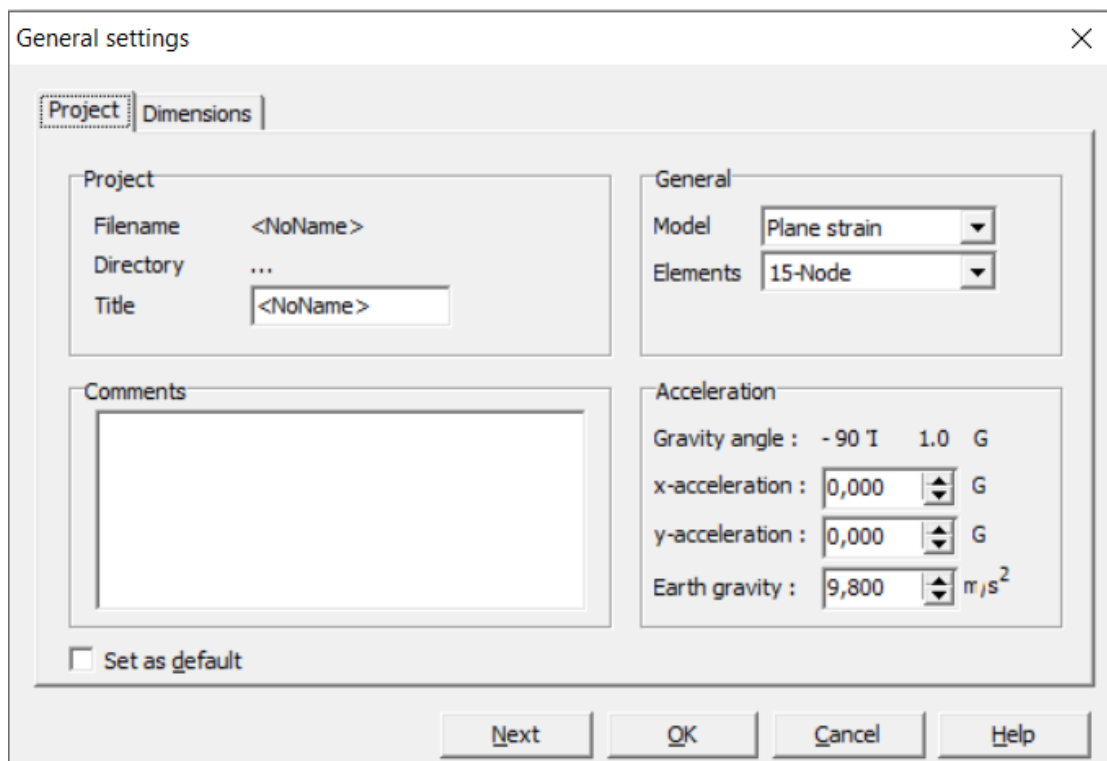 General settings
Project Dimensions
Project
Filename <NoName>
Directory ...
Title <NoName>
General
Model Plane strain
Elements 15-Node
Comments
Acceleration
Gravity angle : - 90 'I 1.0 G
x-acceleration : 0,000 G
y-acceleration : 0,000 G
Earth gravity : 9,800 m/s²
Set as default
Next OK Cancel Help